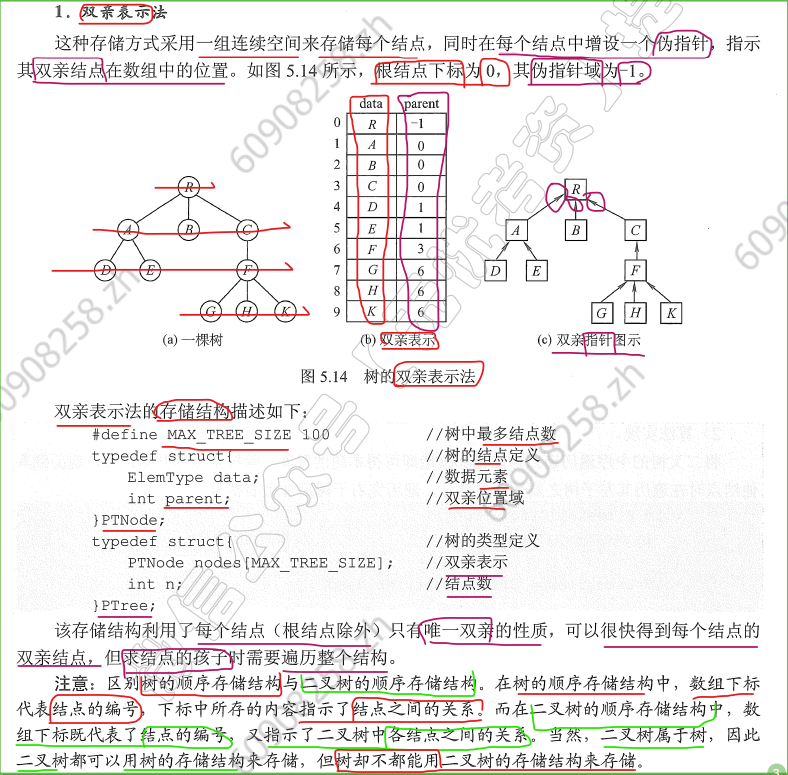 1．双亲表示法
这种存储方式采用一组连续空间来存储每个结点，同时在每个结点中增设一个伪指针，指示
其双亲结点在数组中的位置。如图 5.14 所示，根结点下标为 0，其伪指针域为−1。
data parent
0 R −1
1 A 0
2 B 0
3 C 0
4 D 1
5 E 1
6 F 3
7 G 6
8 H 6
9 K 6
R
A B C
D E F
G H K
R
A B C
D E F
G H K
(a) 一棵树 (b) 双亲表示 (c) 双亲指针图示
图 5.14 树的双亲表示法
双亲表示法的存储结构描述如下：
#define MAX_TREE_SIZE 100 //树中最多结点数
typedef struct{ //树的结点定义
ElemType data; //数据元素
int parent; //双亲位置域
}PTNode;
typedef struct{ //树的类型定义
PTNode nodes[MAX_TREE_SIZE]; //双亲表示
int n; //结点数
}PTree;
该存储结构利用了每个结点（根结点除外）只有唯一双亲的性质，可以很快得到每个结点的
双亲结点，但求结点的孩子时需要遍历整个结构。
注意：区别树的顺序存储结构与二叉树的顺序存储结构。在树的顺序存储结构中，数组下标
代表结点的编号，下标中所存的内容指示了结点之间的关系。而在二叉树的顺序存储结构中，数
组下标既代表了结点的编号，又指示了二叉树中各结点之间的关系。当然，二叉树属于树，因此
二叉树都可以用树的存储结构来存储，但树却不都能用二叉树的存储结构来存储。
60908258.zh
60908258.zh
60908258.zh
3